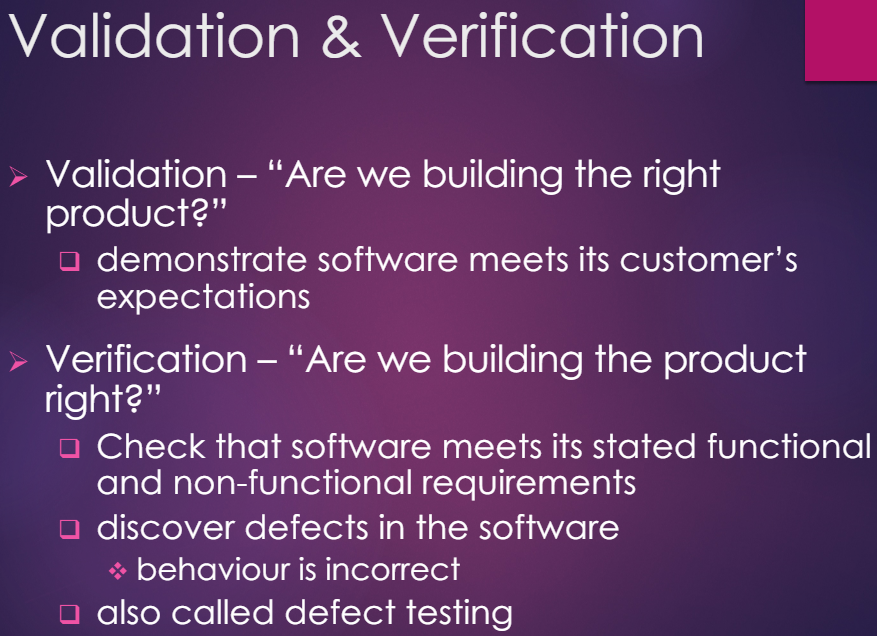 Validation & Verification
Validation – “Are we building the right
product?”
demonstrate software meets its customer’s
expectations
Verification – “Are we building the product
right?”
Check that software meets its stated functional
and non-functional requirements
discover defects in the software
behaviour is incorrect
also called defect testing